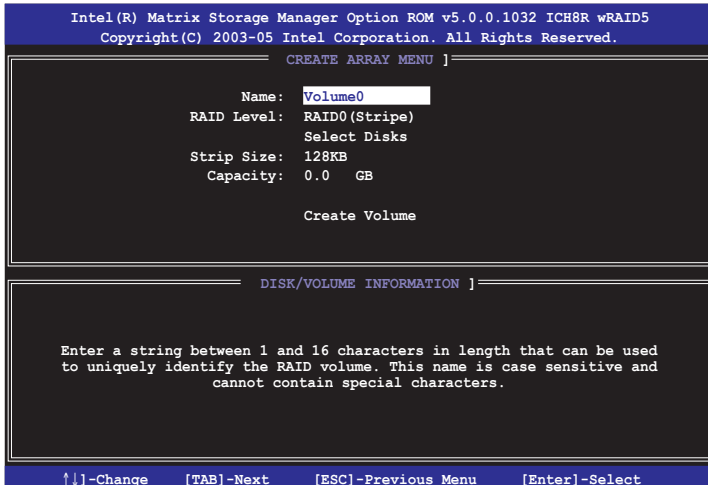 Intel(R) Matrix Storage Manager Option ROM v5.0.0.1032 ICH8R wRAID5
Copyright(C) 2003-05 Intel Corporation. All Rights Reserved.
CREATE ARRAY MENU ]
Name: Volume0
RAID Level: RAID0(Stripe)
Select Disks
Strip Size: 128KB
Capacity: 0.0 GB
Create Volume
DISK/VOLUME INFORMATION ]
Enter a string between 1 and 16 characters in length that can be used
to uniquely identify the RAID volume. This name is case sensitive and
cannot contain special characters.
↑↓]-Change [TAB]-Next [ESC]-Previous Menu [Enter]-Select